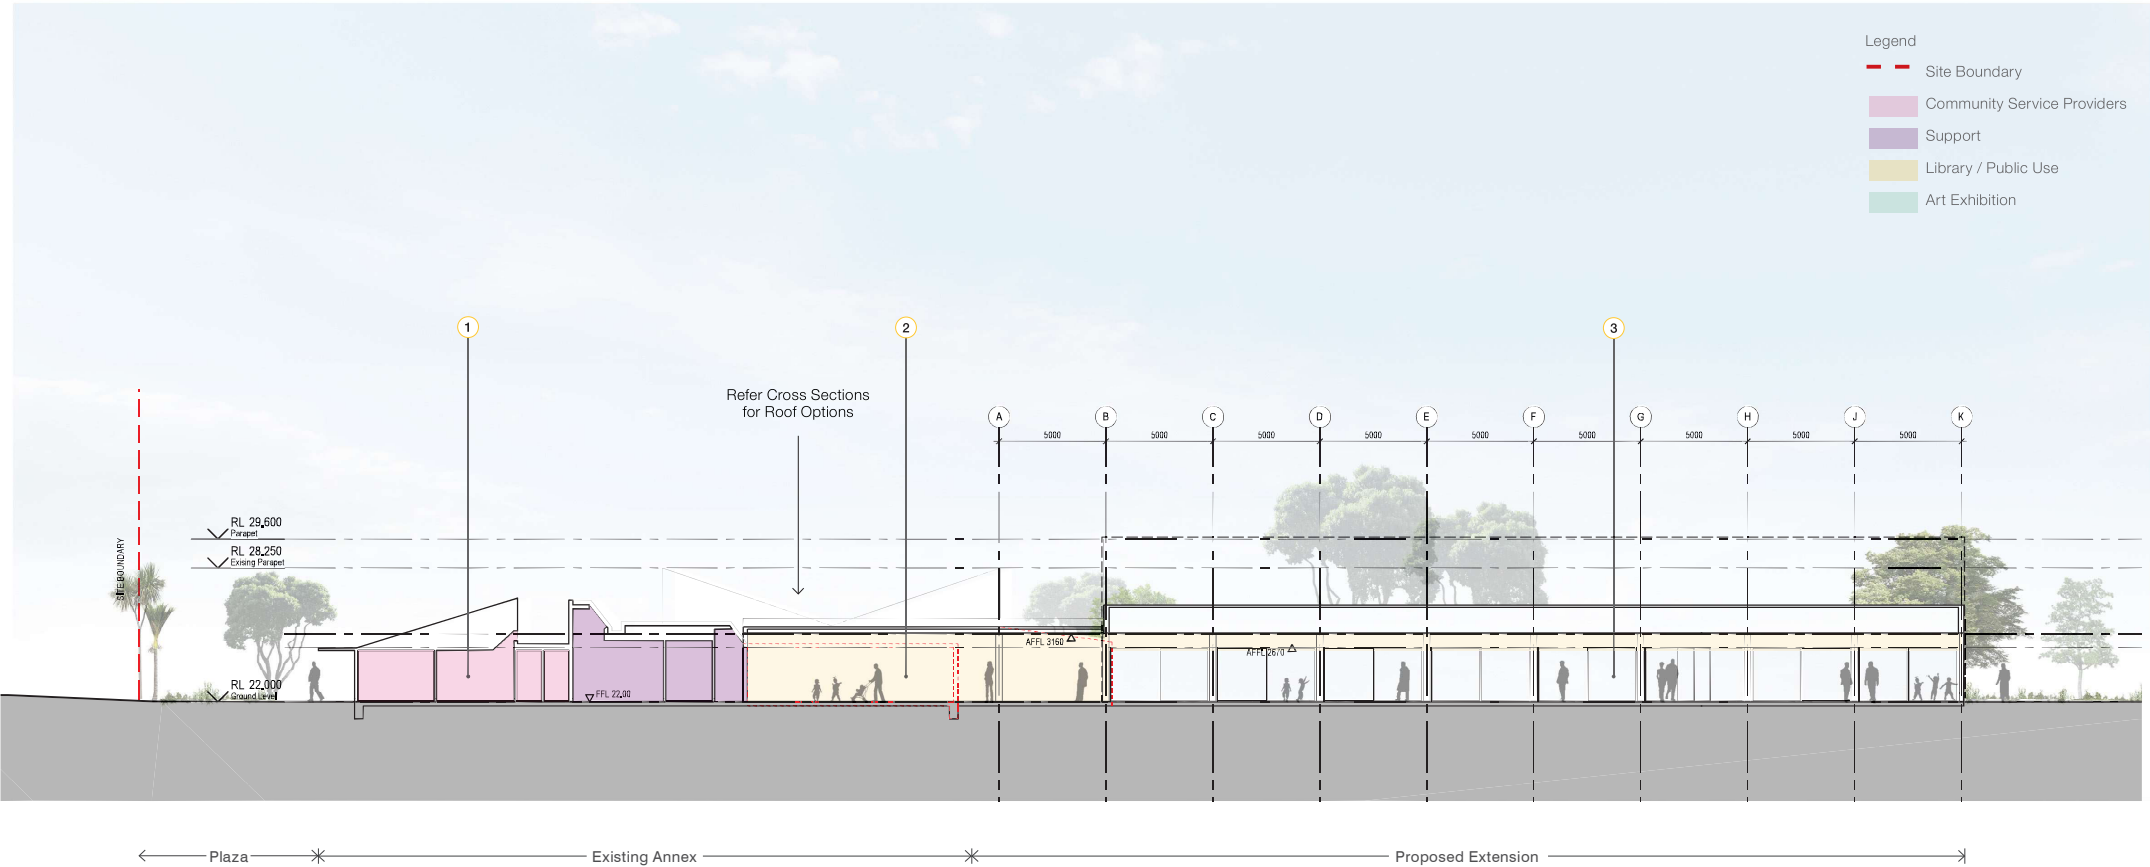 Legend
Site Boundary
Community Service Providers
Support
Library / Public Use
Art Exhibition
1
2
3
Refer Cross Sections
for Roof Options
A B C D E F G H J K
5000 5000 5000 5000 5000 5000 5000 5000 5000
RL 29.600
Parapet
RL 28.250
Exising Parapet
SITE BOUNDARY
AFFL 3160
AFFL 2670
RL 22.000
Ground Level
FFL 22.00
Plaza
Existing Annex
Proposed Extension